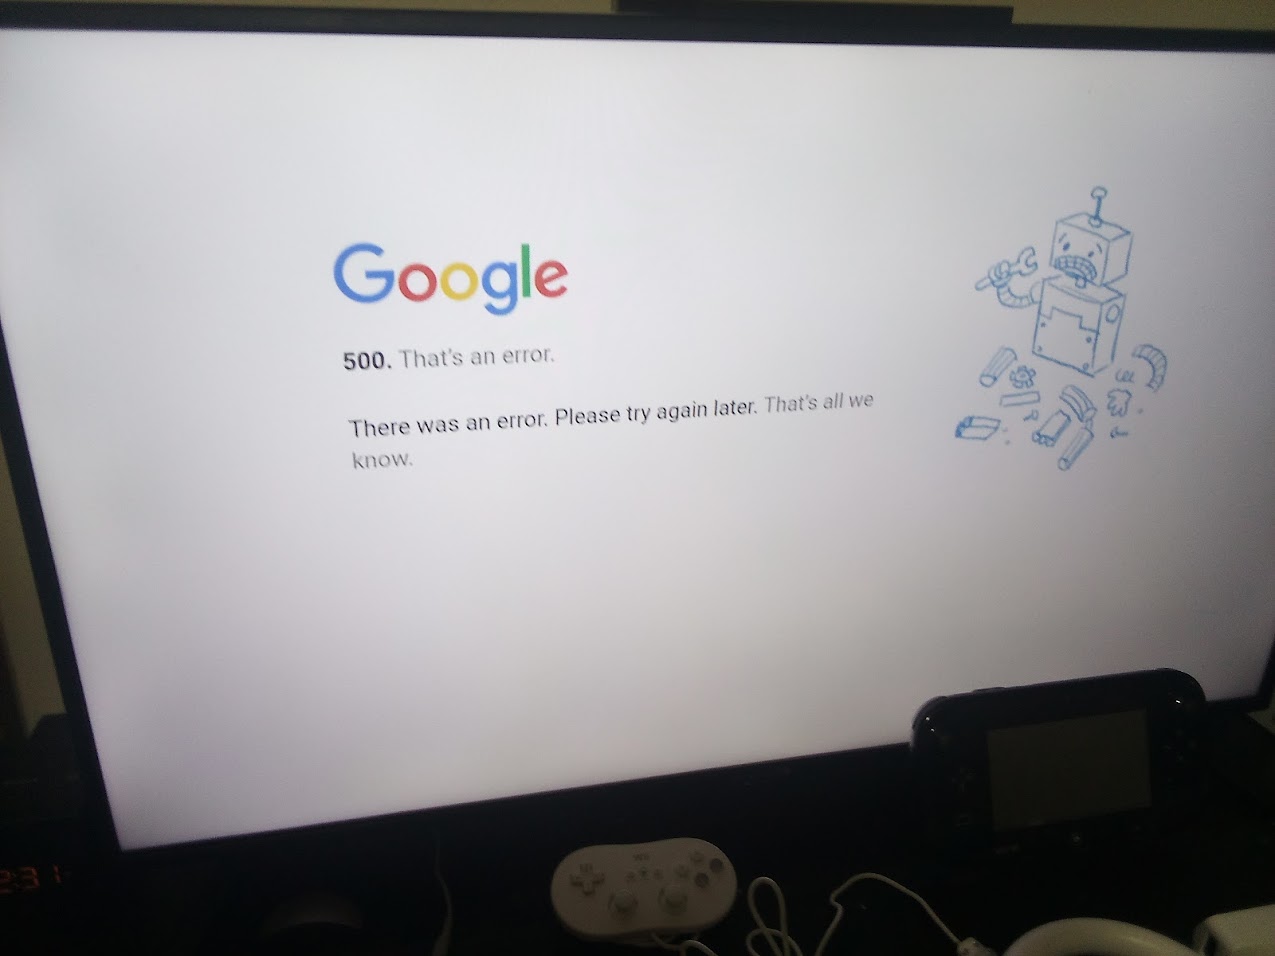 Google
500. That's an error.
There was an error. Please try again later. That's all we
know.